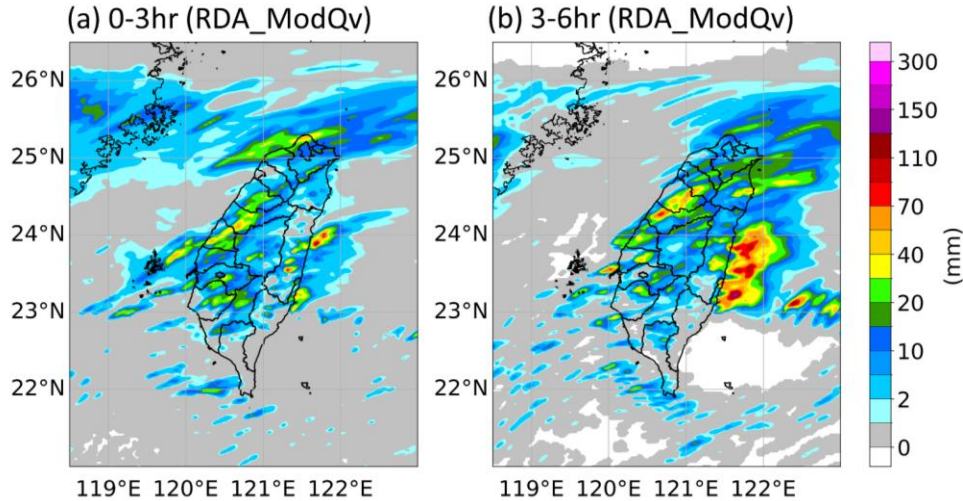 (a) 0-3hr (RDA_ModQv)
(b) 3-6hr (RDA_ModQv)
26°N
25°N
24°N
23°N
22°N
119°E 120°E 121°E 122°E
26°N
25°N
24°N
23°N
22°N
119°E 120°E 121°E 122°E
300
150
110
70
40
20
10
2
0
(mm)